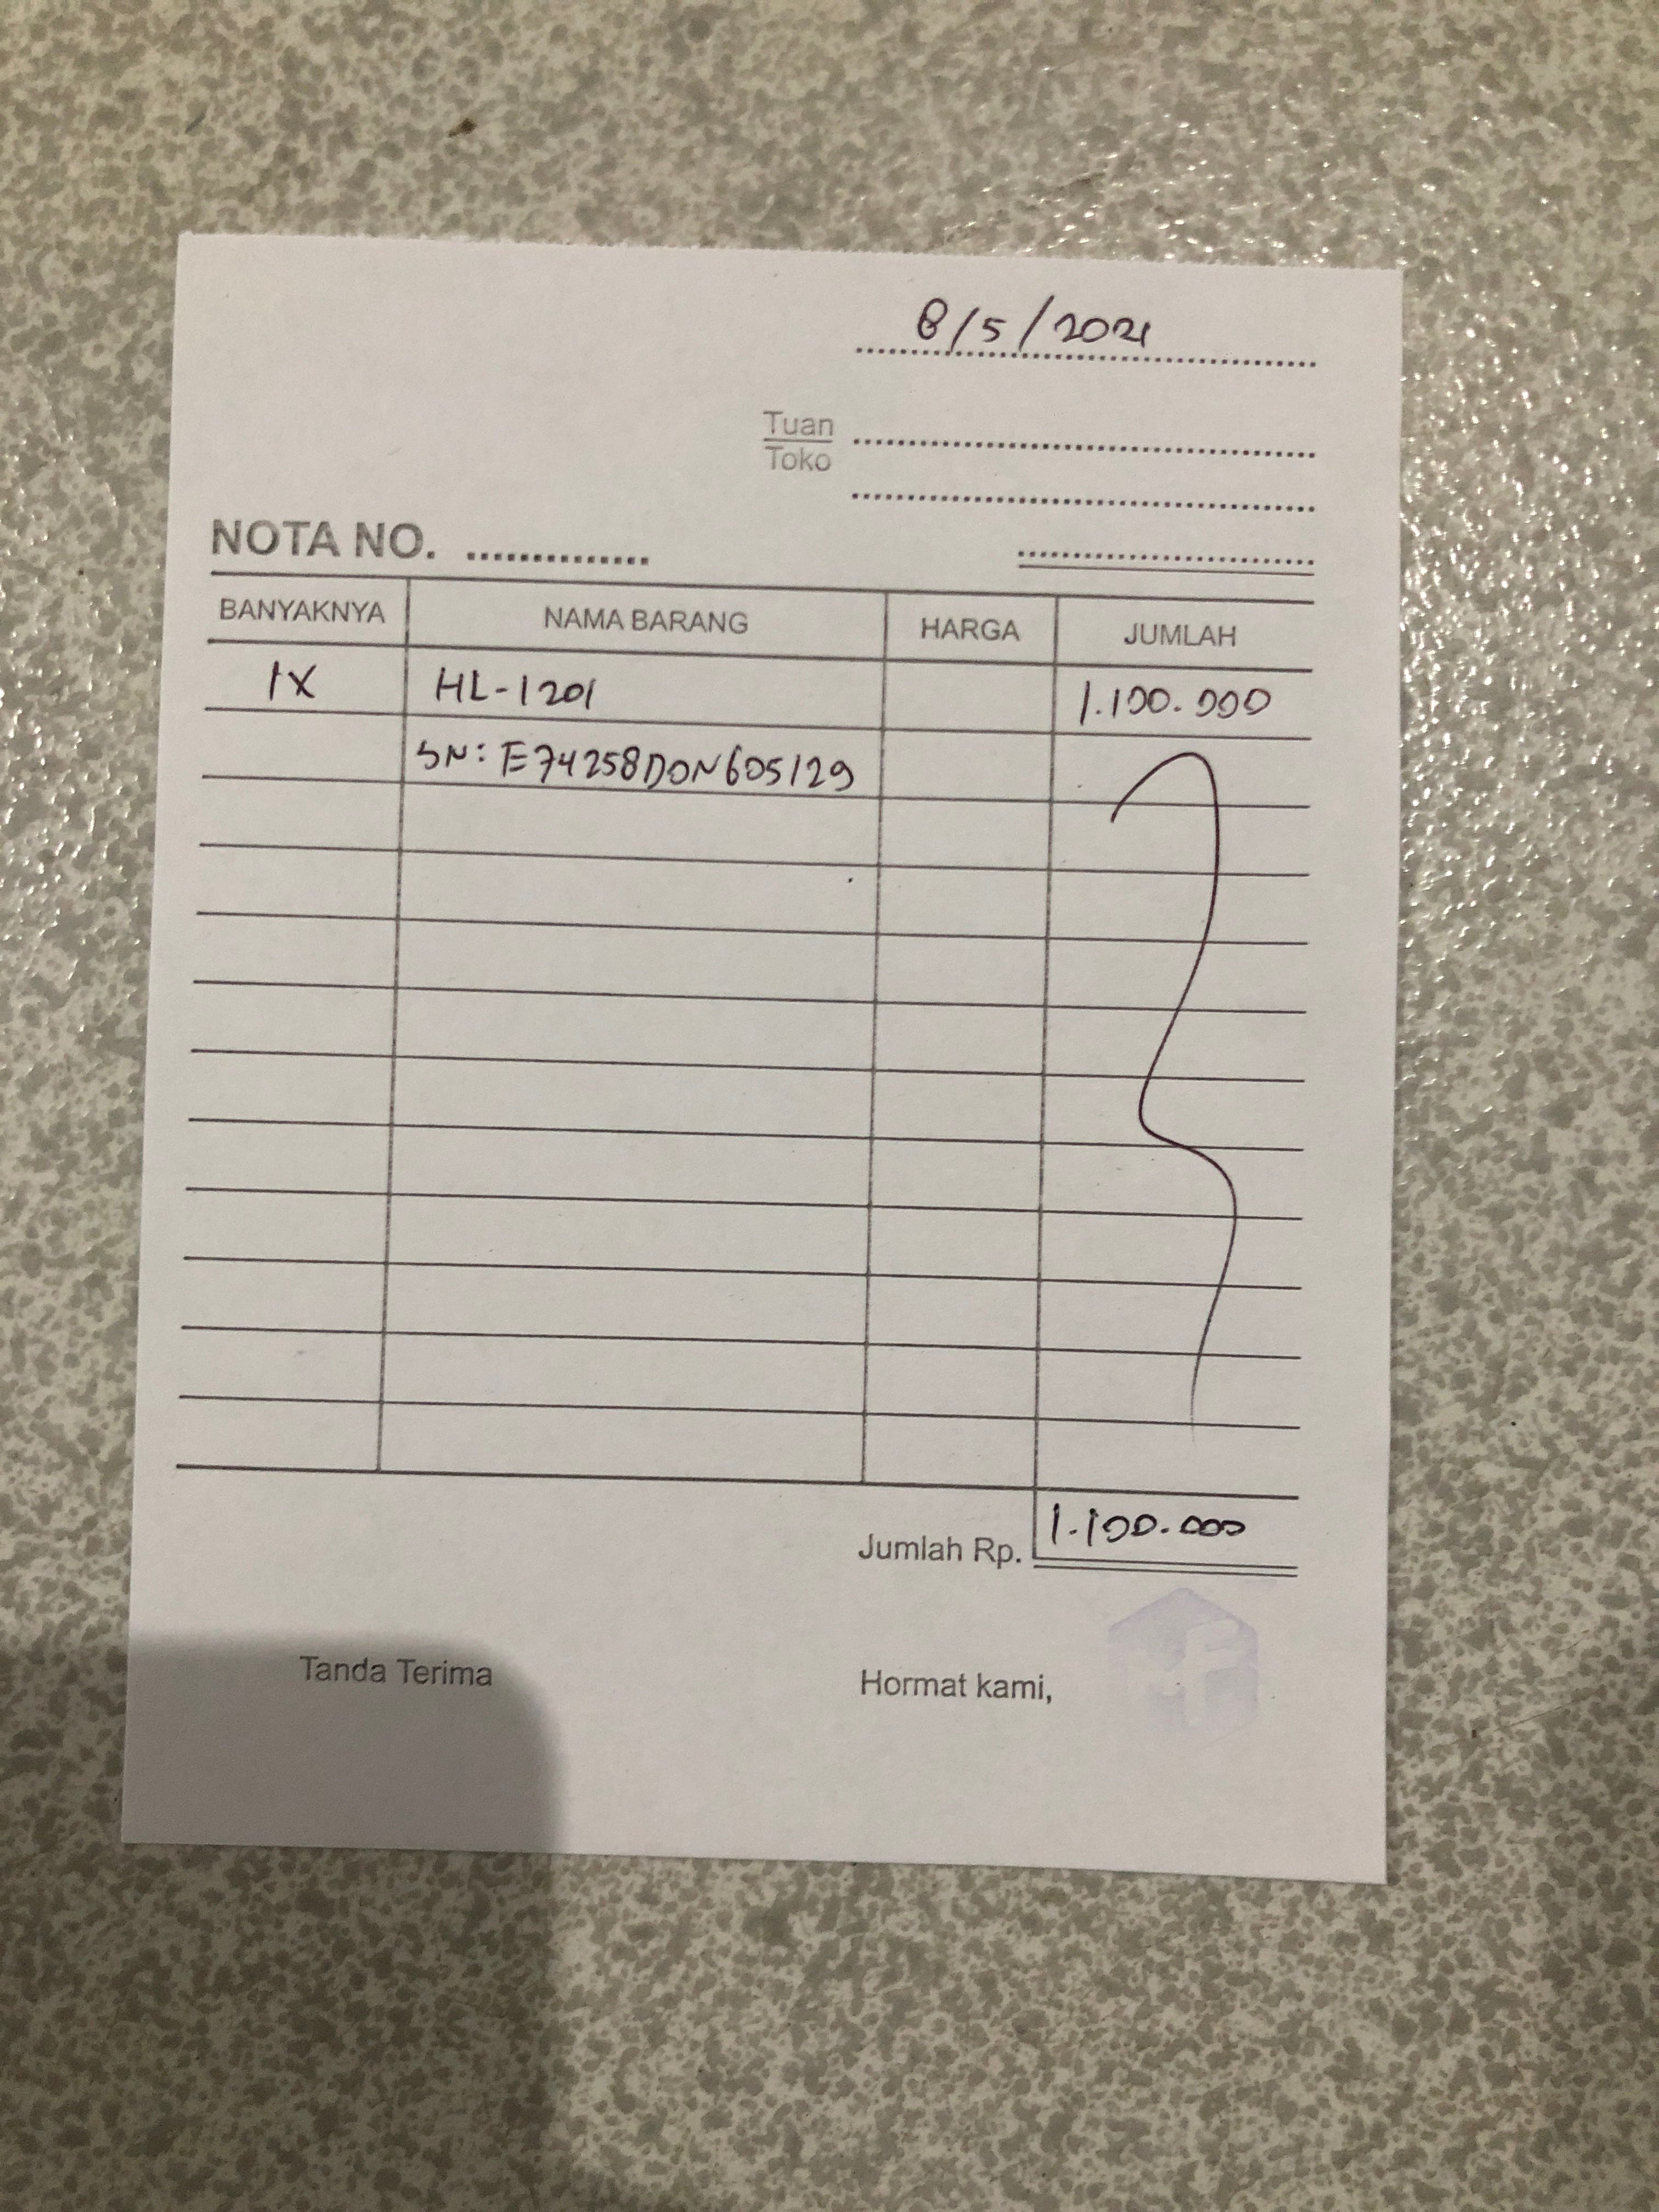 8/5/2021
Tuan
Toko
NOTA NO.
BANYAKNYA NAMA BARANG HARGA JUMLAH
1X HL-1201 1.100.000
SN: E74258D0N605129
Jumlah Rp. 1.100.000
Tanda Terima Hormat kami,